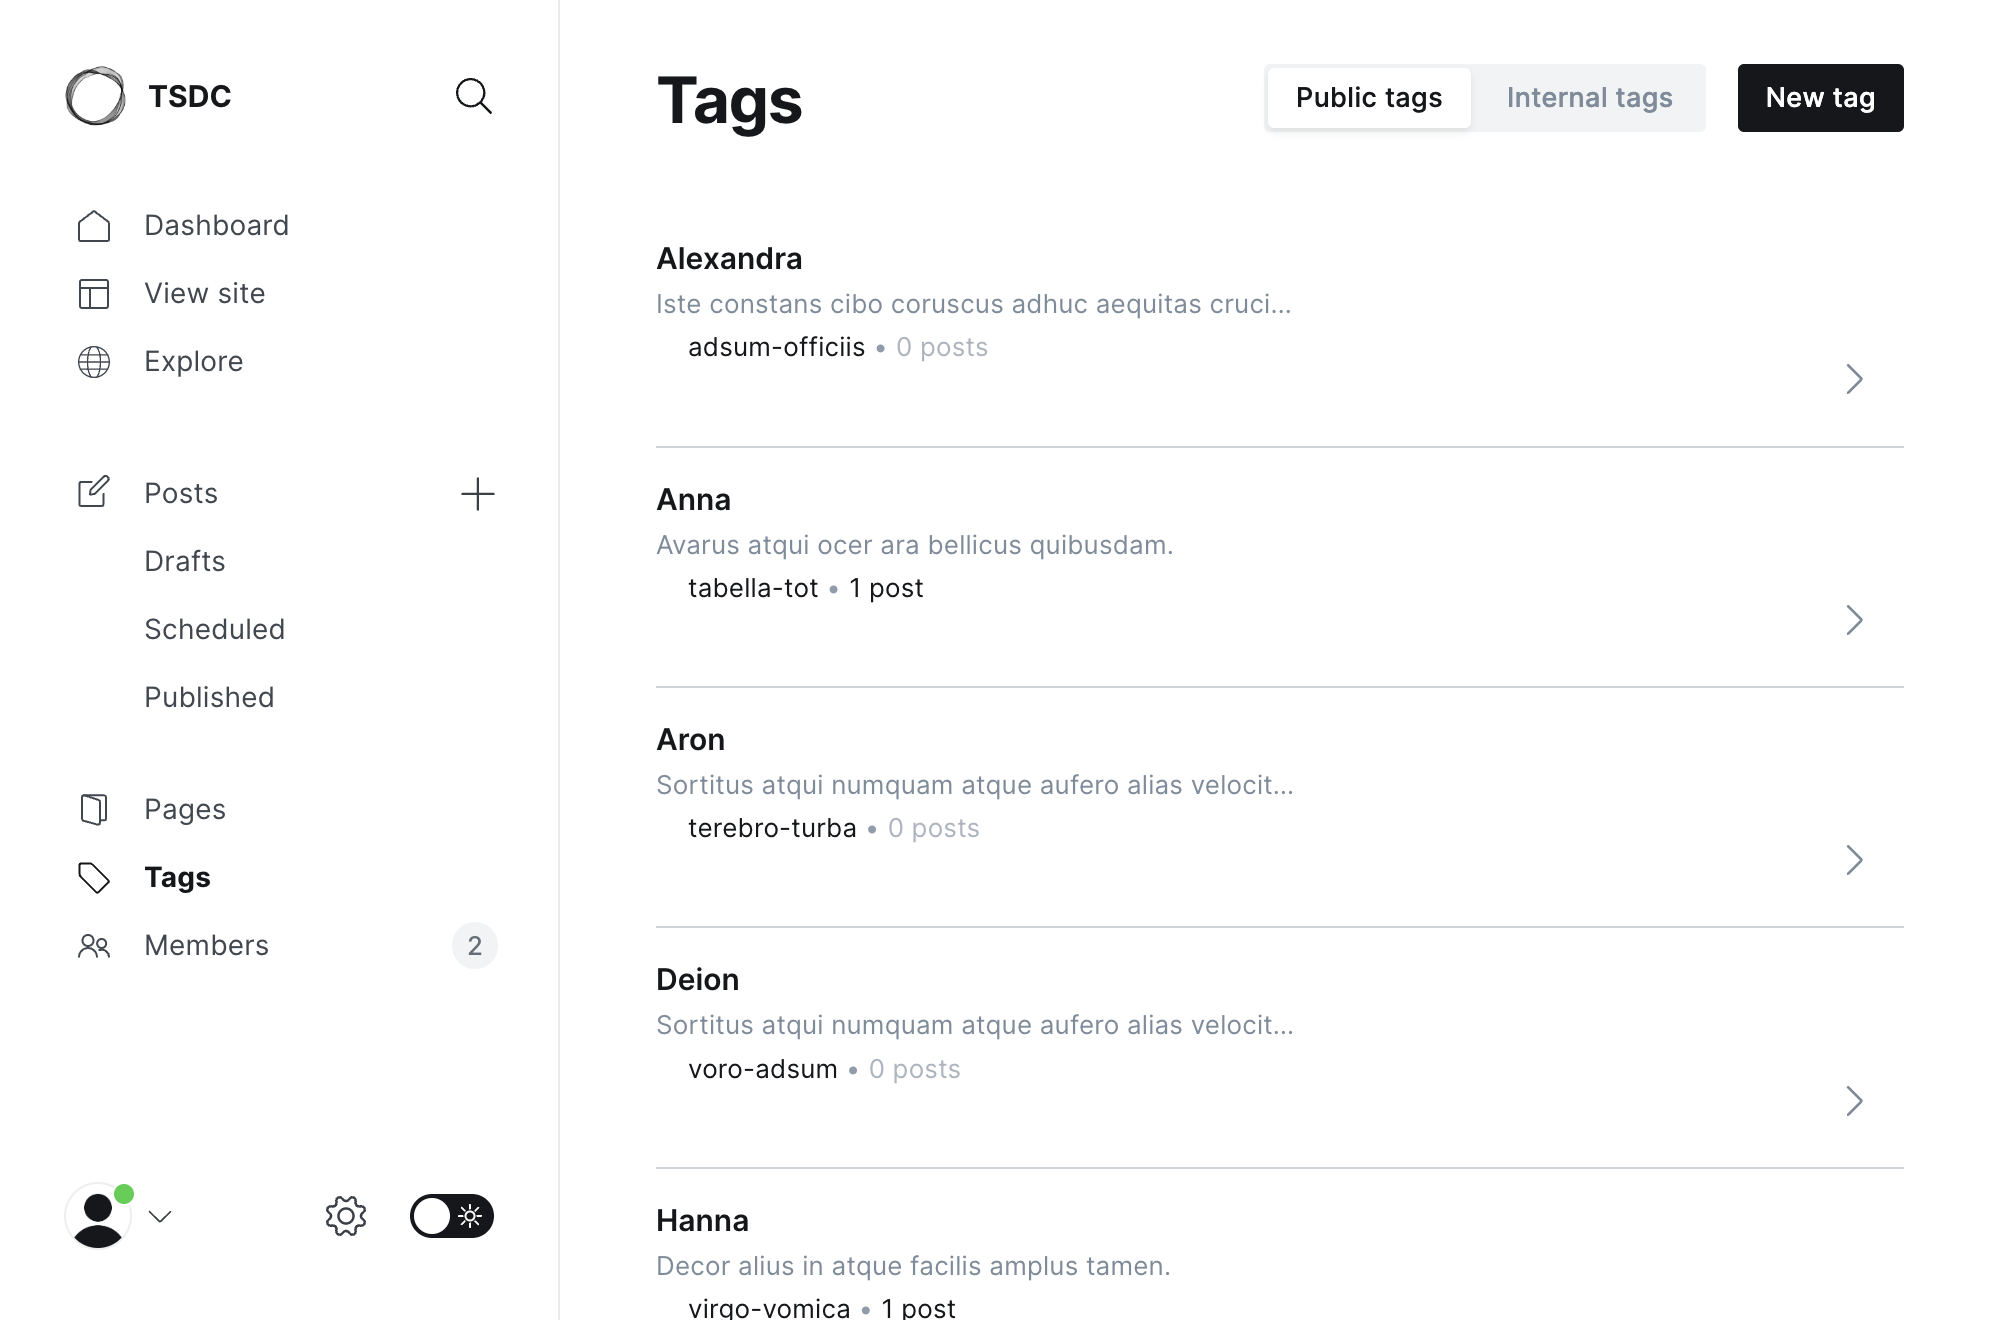 TSDC
Dashboard
View site
Explore
Posts
Drafts
Scheduled
Published
Pages
Tags
Members
2
Tags
Public tags
Internal tags
New tag
Alexandra
Iste constans cibo coruscus adhuc aequitas cruci...
adsum-officiis • 0 posts
Anna
Avarus atqui ocer ara bellicus quibusdam.
tabella-tot • 1 post
Aron
Sortitus atqui numquam atque aufero alias velocit...
terebro-turba • 0 posts
Deion
Sortitus atqui numquam atque aufero alias velocit...
voro-adsum • 0 posts
Hanna
Decor alius in atque facilis amplus tamen.
virgo-vomica • 1 post